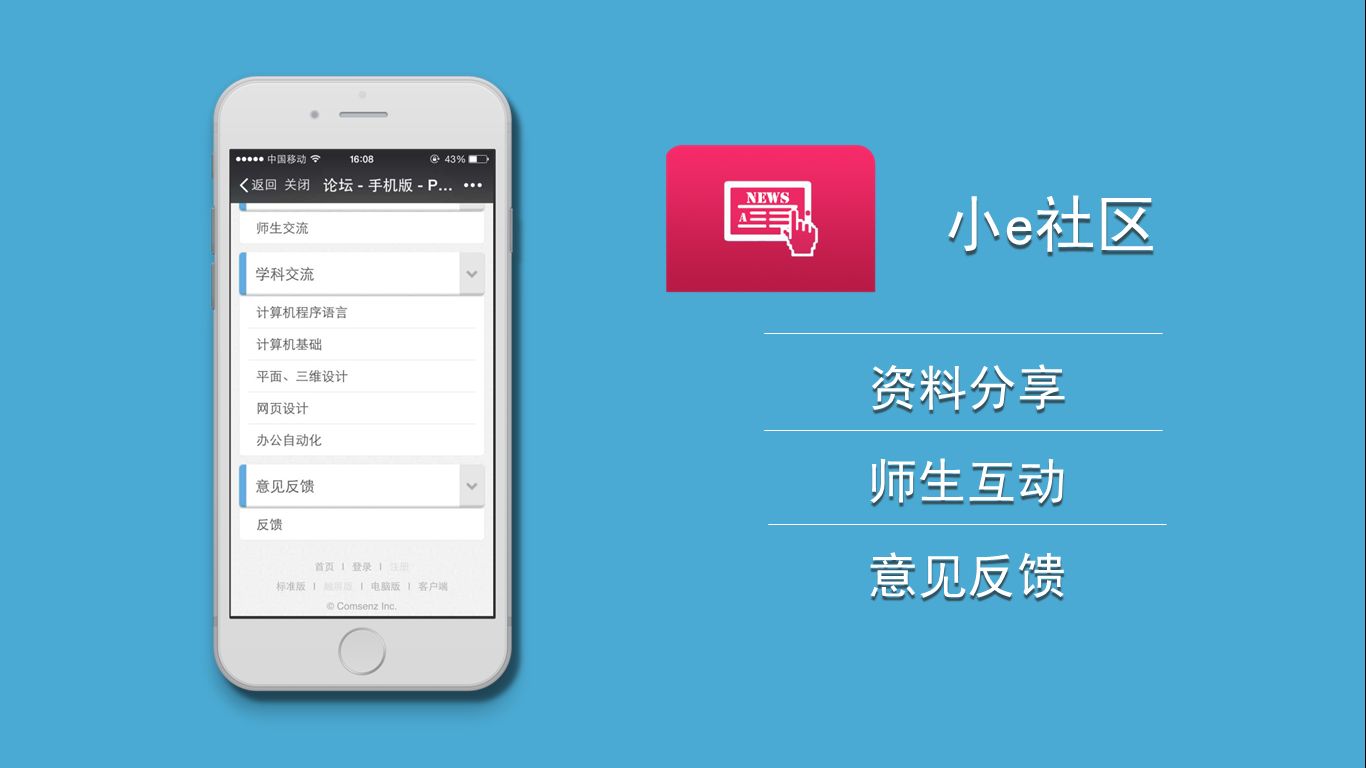 中国移动 16:08 43%
返回 关闭 论坛 - 手机版 - P...
师生交流
学科交流
计算机程序语言
计算机基础
平面、三维设计
网页设计
办公自动化
意见反馈
反馈
首页 | 登录 | 注册
标准版 | 触屏版 | 电脑版 | 客户端
© Comsenz Inc.
NEWS
A
小e社区
资料分享
师生互动
意见反馈